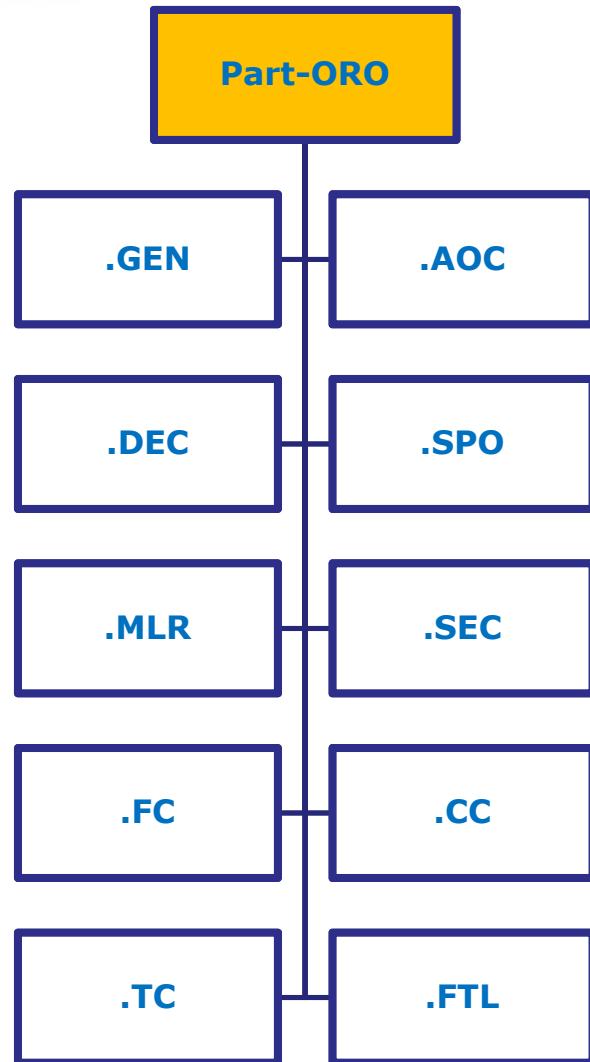 Part-ORO
.GEN
.AOC
.DEC
.SPO
.MLR
.SEC
.FC
.CC
.TC
.FTL